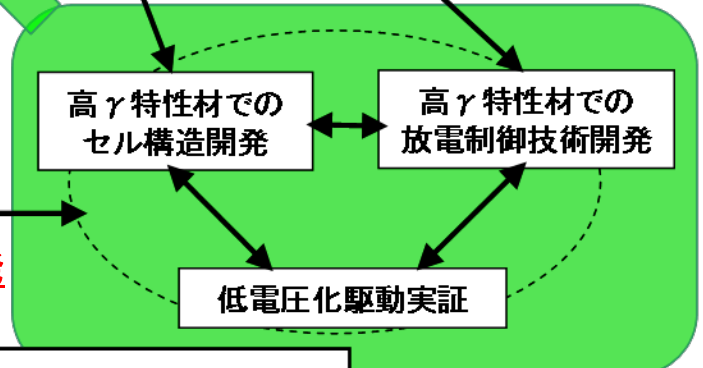 高γ特性材での
セル構造開発
高γ特性材での
放電制御技術開発
低電圧化駆動実証